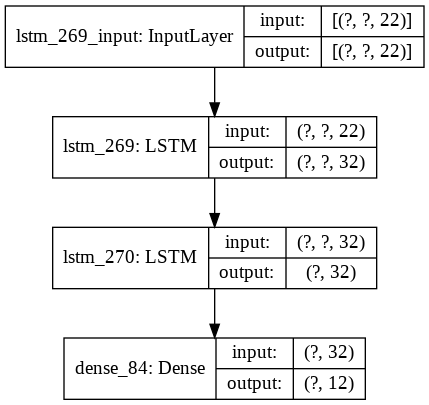 lstm_269_input: InputLayer
input: [(?, ?, 22)]
output: [(?, ?, 22)]
lstm_269: LSTM
input: (?, ?, 22)
output: (?, ?, 32)
lstm_270: LSTM
input: (?, ?, 32)
output: (?, 32)
dense_84: Dense
input: (?, 32)
output: (?, 12)